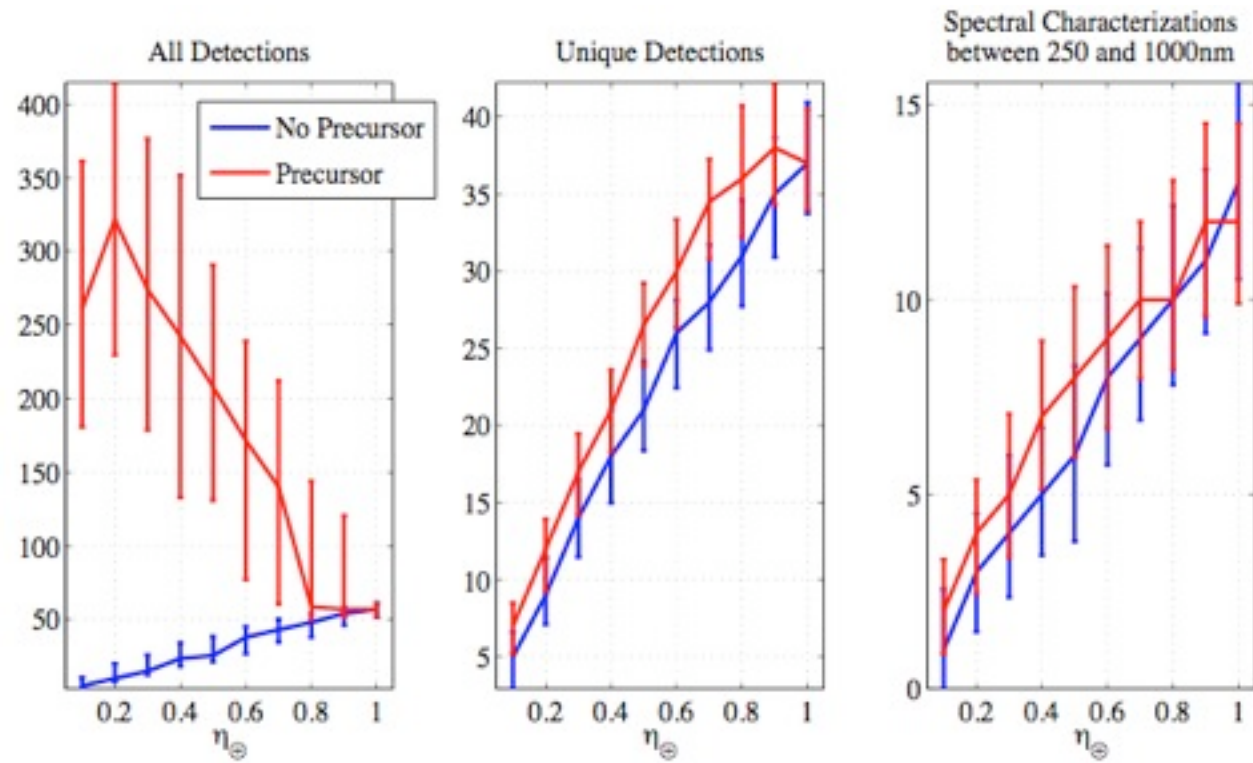 All Detections
400
350
300
250
200
150
100
50
0.2 0.4 0.6 0.8 1
η⊕
No Precursor
Precursor
Unique Detections
40
35
30
25
20
15
10
5
0.2 0.4 0.6 0.8 1
η⊕
Spectral Characterizations
between 250 and 1000nm
15
10
5
0
0.2 0.4 0.6 0.8 1
η⊕